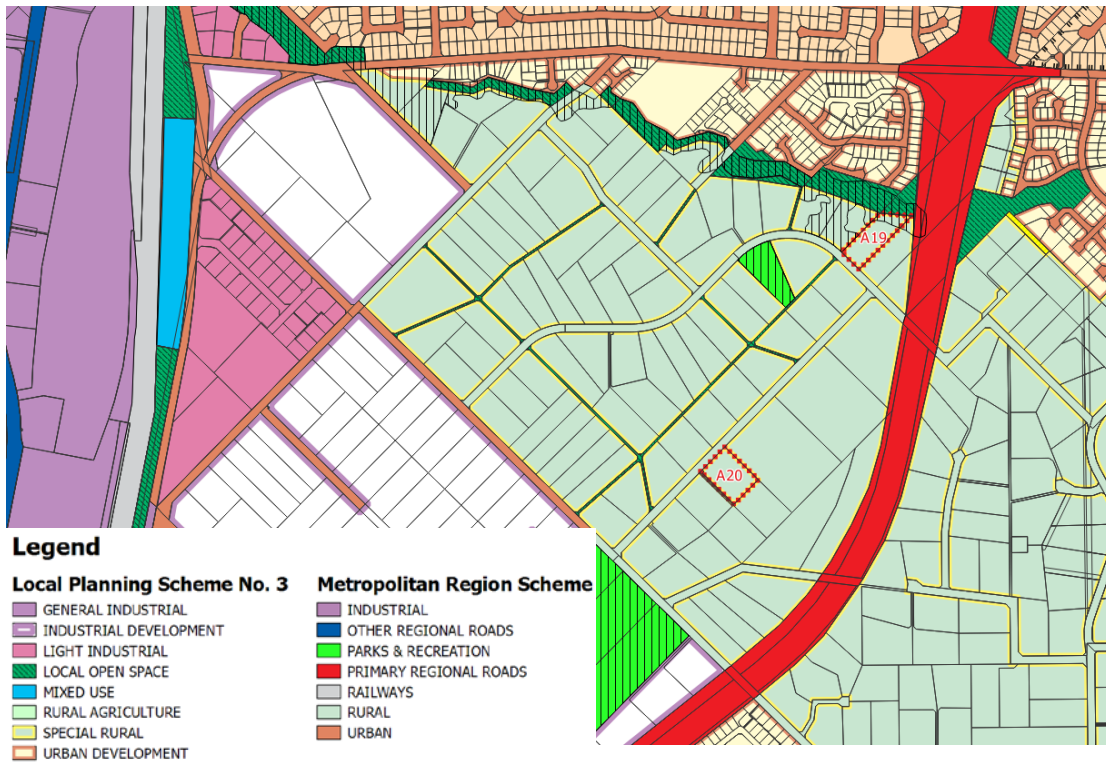 A19
A20
Legend
Local Planning Scheme No. 3
GENERAL INDUSTRIAL
INDUSTRIAL DEVELOPMENT
LIGHT INDUSTRIAL
LOCAL OPEN SPACE
MIXED USE
RURAL AGRICULTURE
SPECIAL RURAL
URBAN DEVELOPMENT
Metropolitan Region Scheme
INDUSTRIAL
OTHER REGIONAL ROADS
PARKS & RECREATION
PRIMARY REGIONAL ROADS
RAILWAYS
RURAL
URBAN